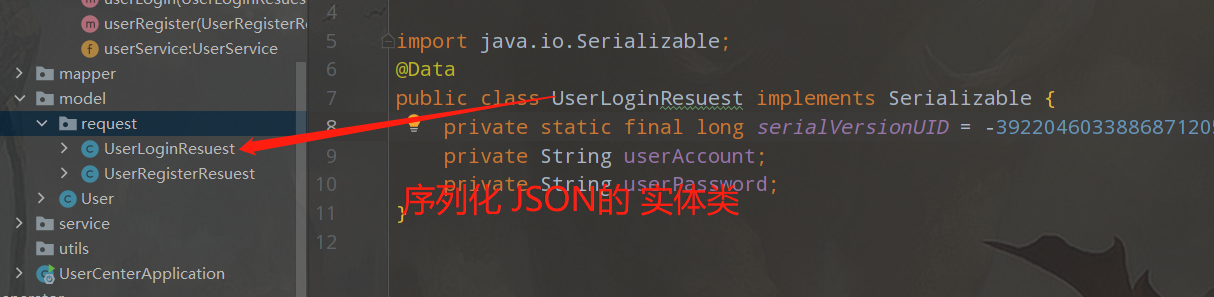 userLogin(UserLoginResues
userRegister(UserRegisterRe
userService:UserService
mapper
model
request
UserLoginResuest
UserRegisterResuest
User
service
utils
UserCenterApplication
4
5 import java.io.Serializable;
6 @Data
7 public class UserLoginResuest implements Serializable {
8 private static final long serialVersionUID = -3922046033886871205
9 private String userAccount;
10 private String userPassword;
序列化 JSON的 实体类
11 }
12